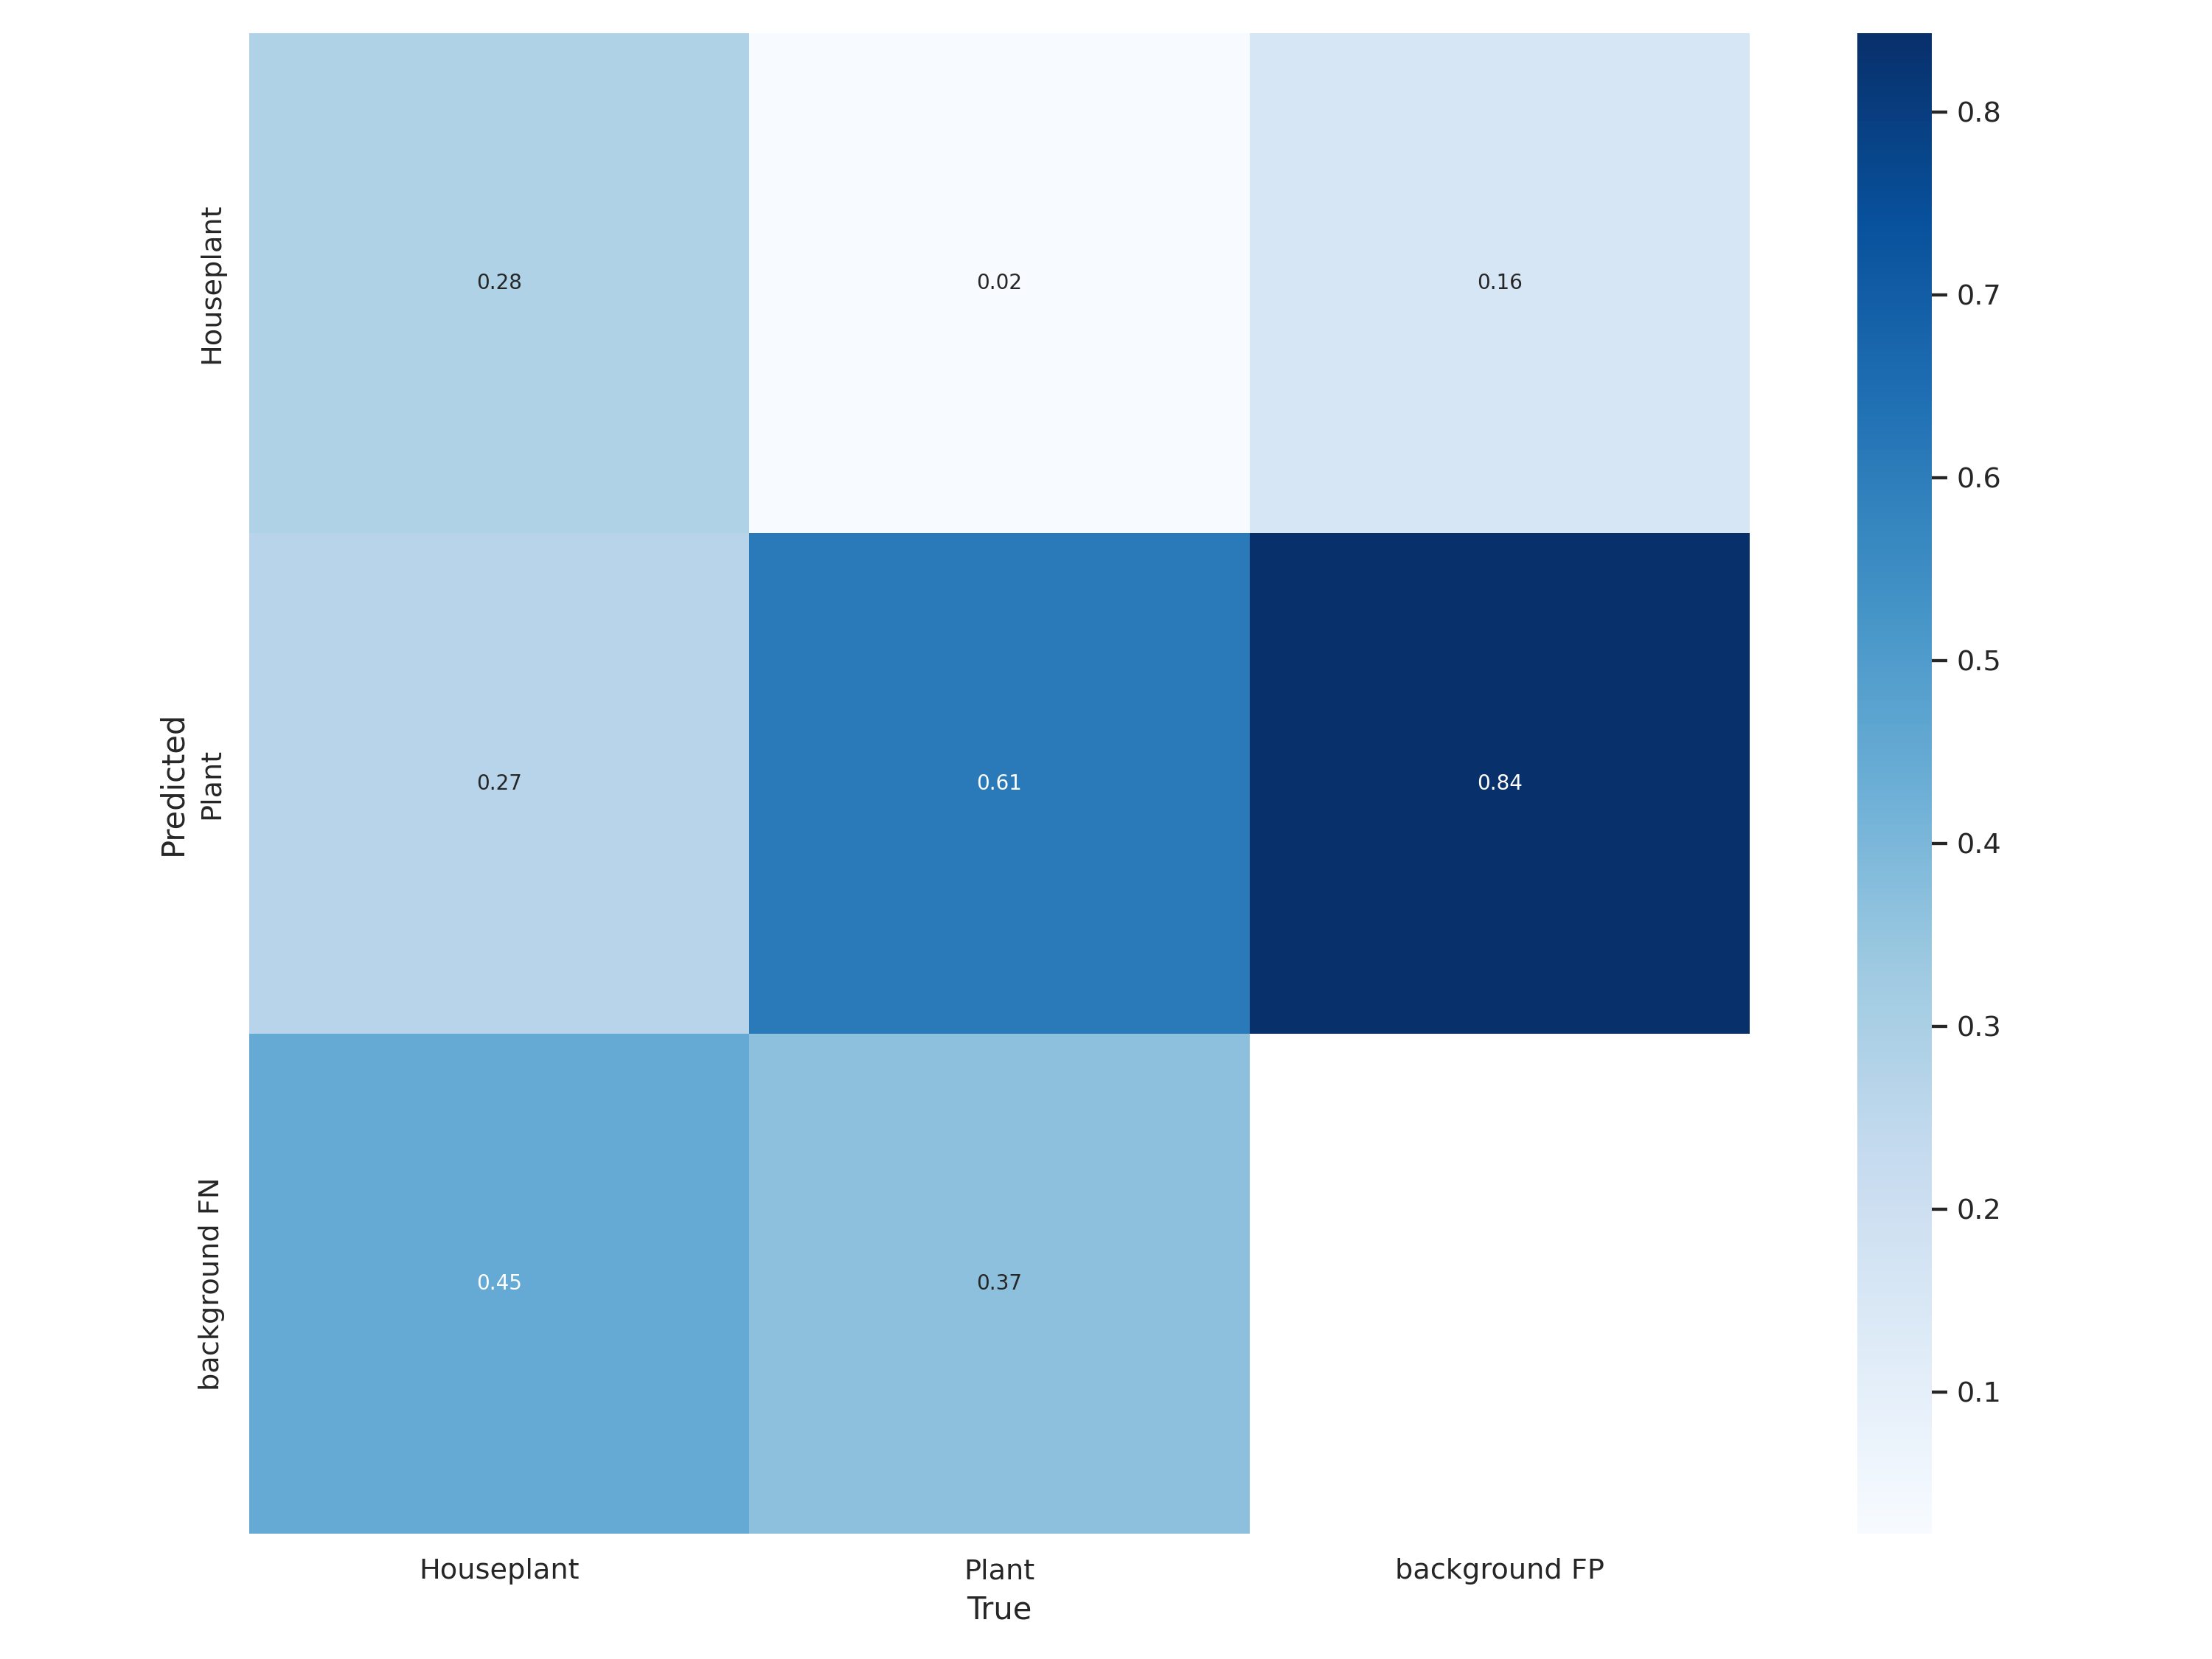 Predicted
Houseplant
Plant
background FN
0.28 0.02 0.16
0.27 0.61 0.84
0.45 0.37
Houseplant Plant background FP
True
0.8
0.7
0.6
0.5
0.4
0.3
0.2
0.1